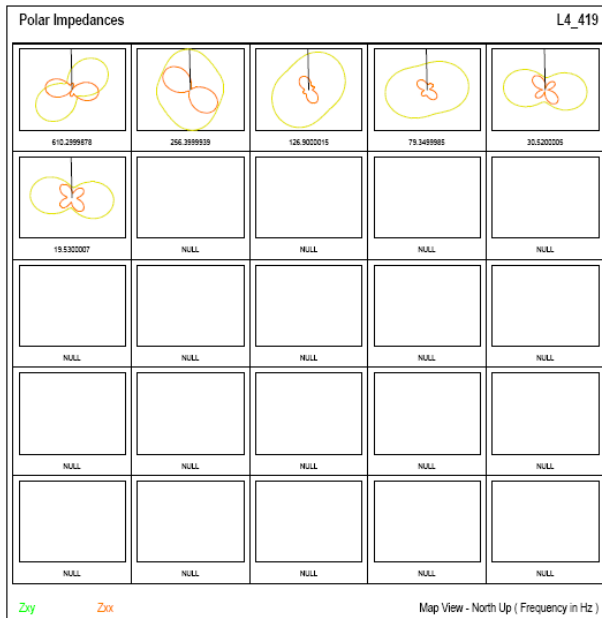 Polar Impedances L4_419
610.2999878 256.3999939 126.9000015 79.3499985 30.5200005
19.5300007 NULL NULL NULL NULL
NULL NULL NULL NULL NULL
NULL NULL NULL NULL NULL
NULL NULL NULL NULL NULL
Zxy Zxx Map View - North Up ( Frequency in Hz )